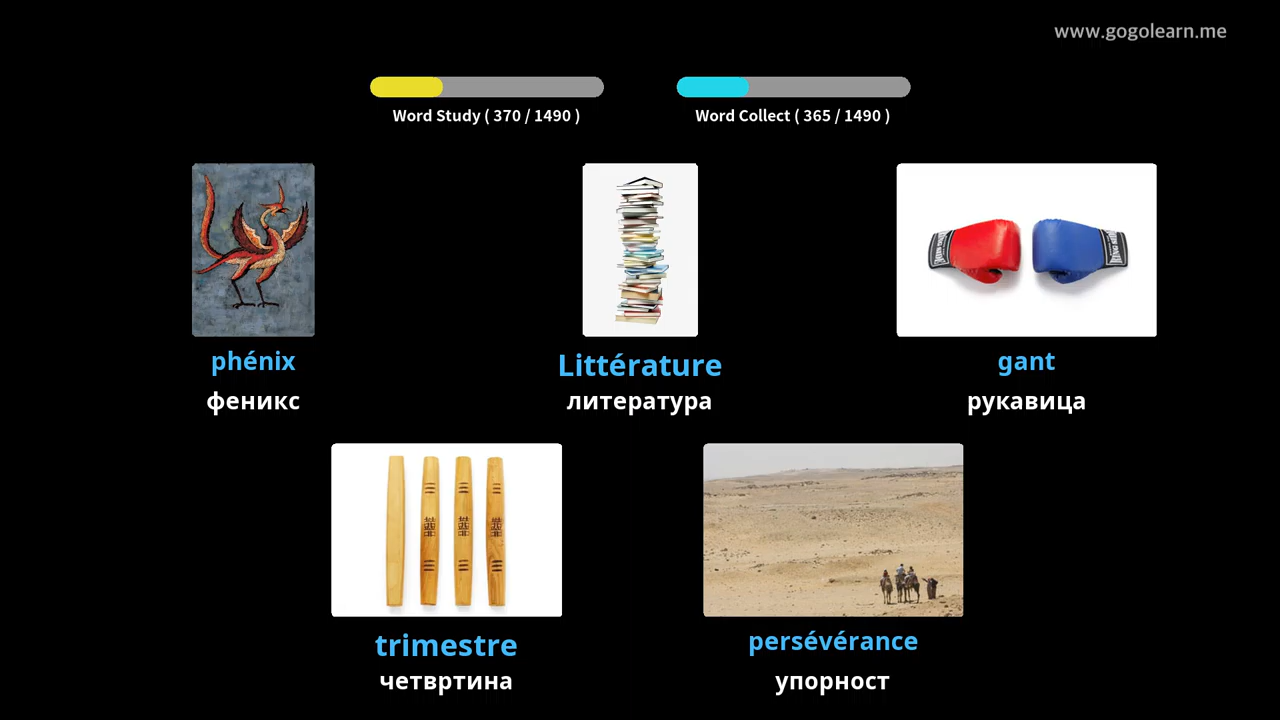 www.gogolearn.me
Word Study ( 370 / 1490 )
Word Collect ( 365 / 1490 )
phénix
Littérature
gant
феникс
литература
рукавица
trimestre
persévérance
четвртина
упорност